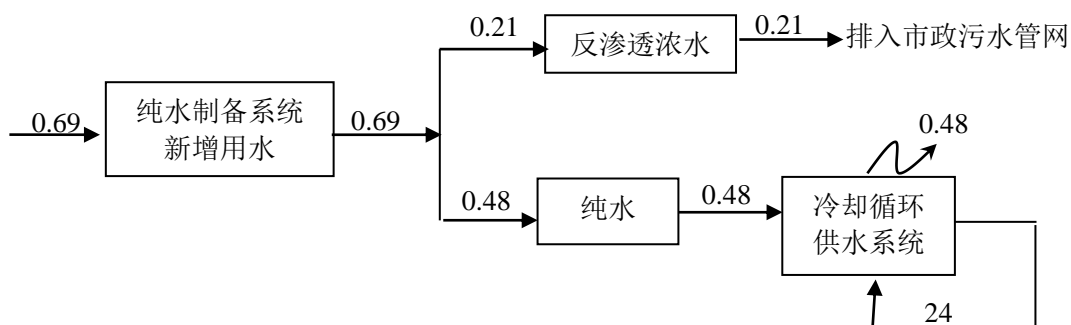 0.21
反渗透浓水
0.21
排入市政污水管网
0.69
纯水制备系统
新增用水
0.69
0.48
0.48
纯水
0.48
冷却循环
供水系统
24